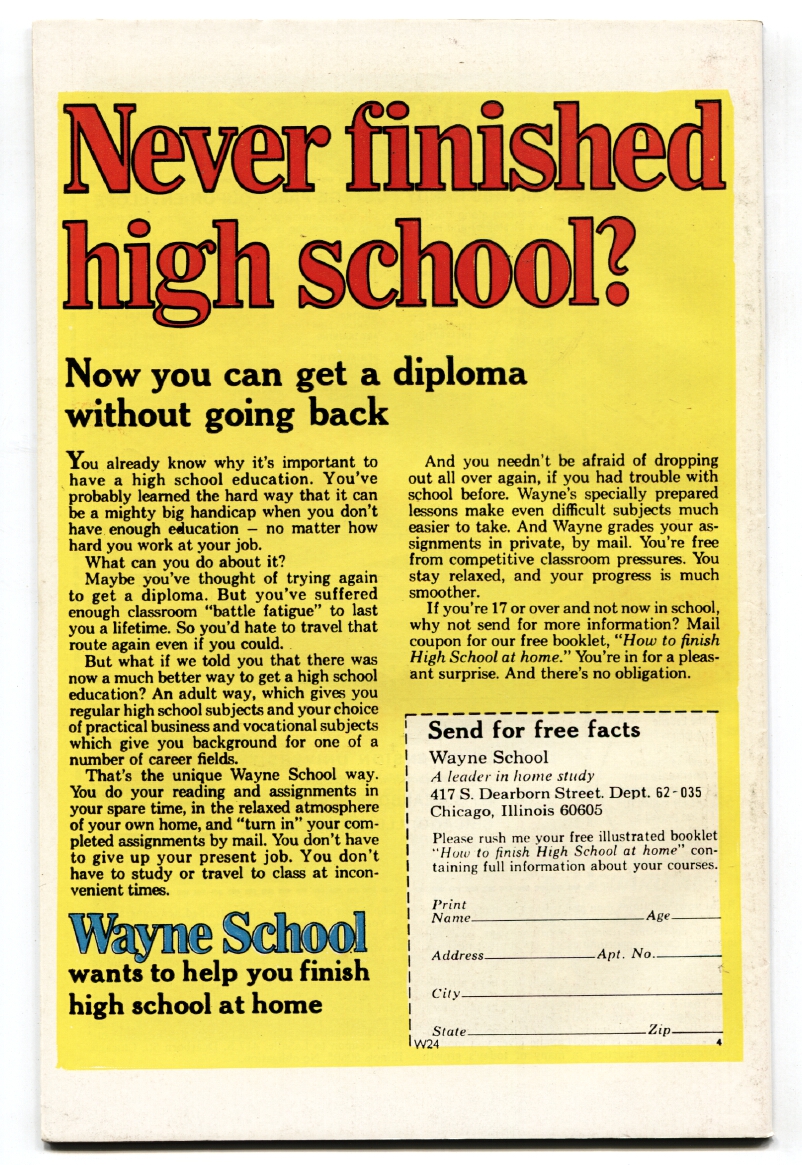 Never finished
high school?
Now you can get a diploma
without going back
You already know why it's important to
have a high school education. You've
probably learned the hard way that it can
be a mighty big handicap when you don't
have enough education – no matter how
hard you work at your job.
What can you do about it?
Maybe you've thought of trying again
to get a diploma. But you've suffered
enough classroom "battle fatigue" to last
you a lifetime. So you'd hate to travel that
route again even if you could.
But what if we told you that there was
now a much better way to get a high school
education? An adult way, which gives you
regular high school subjects and your choice
of practical business and vocational subjects
which give you background for one of a
number of career fields.
That's the unique Wayne School way.
You do your reading and assignments in
your spare time, in the relaxed atmosphere
of your own home, and "turn in" your com-
pleted assignments by mail. You don't have
to give up your present job. You don't
have to study or travel to class at incon-
venient times.
Wayne School
wants to help you finish
high school at home
And you needn't be afraid of dropping
out all over again, if you had trouble with
school before. Wayne's specially prepared
lessons make even difficult subjects much
easier to take. And Wayne grades your as-
signments in private, by mail. You're free
from competitive classroom pressures. You
stay relaxed, and your progress is much
smoother.
If you're 17 or over and not now in school,
why not send for more information? Mail
coupon for our free booklet, "How to finish
High School at home." You're in for a pleas-
ant surprise. And there's no obligation.
Send for free facts
Wayne School
A leader in home study
417 S. Dearborn Street. Dept. 62-035
Chicago, Illinois 60605
Please rush me your free illustrated booklet
"How to finish High School at home" con-
taining full information about your courses.
Print
Name Age
Address Apt. No.
City
State Zip
W24 4